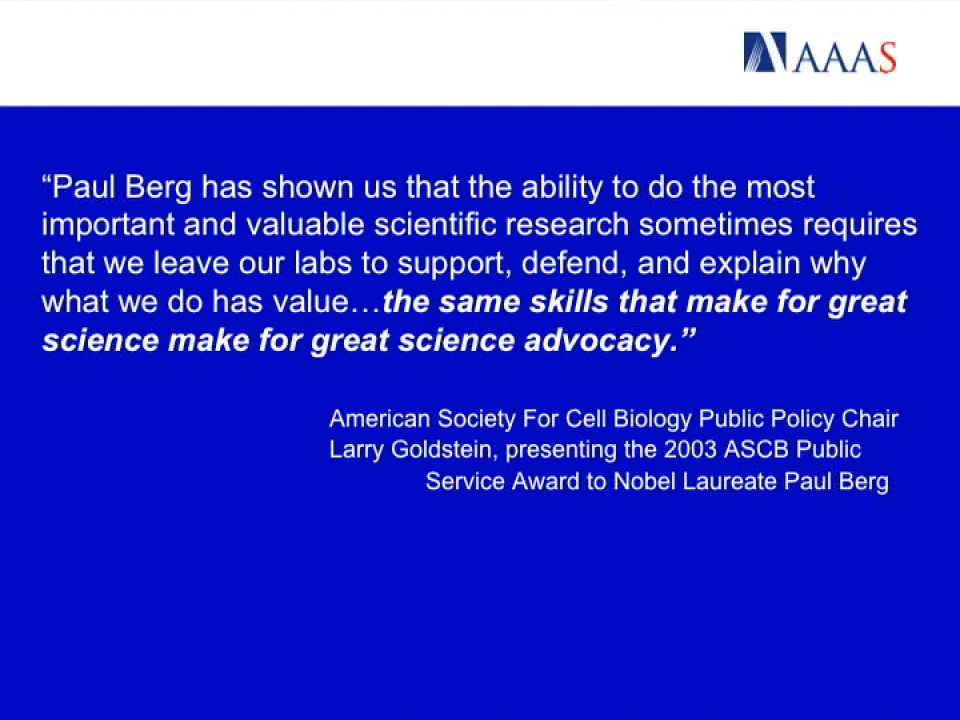 AAAS
“Paul Berg has shown us that the ability to do the most
important and valuable scientific research sometimes requires
that we leave our labs to support, defend, and explain why
what we do has value…the same skills that make for great
science make for great science advocacy.”
American Society For Cell Biology Public Policy Chair
Larry Goldstein, presenting the 2003 ASCB Public
Service Award to Nobel Laureate Paul Berg